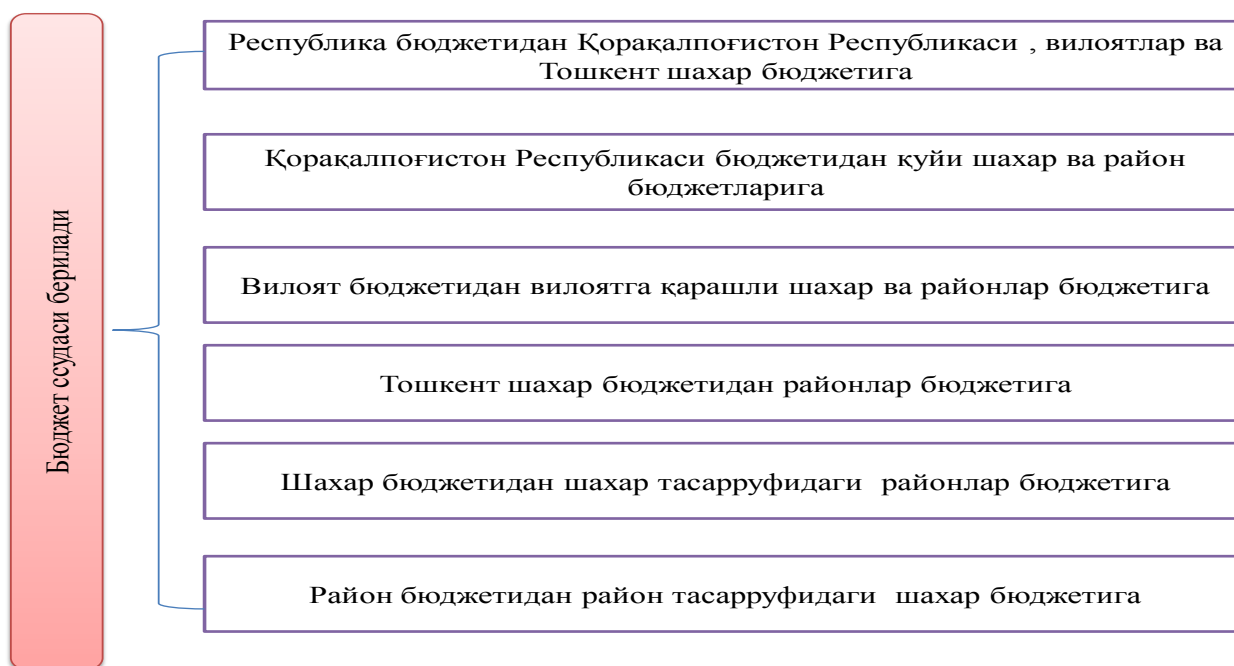 Бюджет ссудаси берилади
Республика бюджетидан Қорақалпоғистон Республикаси , вилоятлар ва
Тошкент шахар бюджетига
Қорақалпоғистон Республикаси бюджетидан қуйи шахар ва район
бюджетларига
Вилоят бюджетидан вилоятга қарашли шахар ва районлар бюджетига
Тошкент шахар бюджетидан районлар бюджетига
Шахар бюджетидан шахар тасарруфидаги районлар бюджетига
Район бюджетидан район тасарруфидаги шахар бюджетига